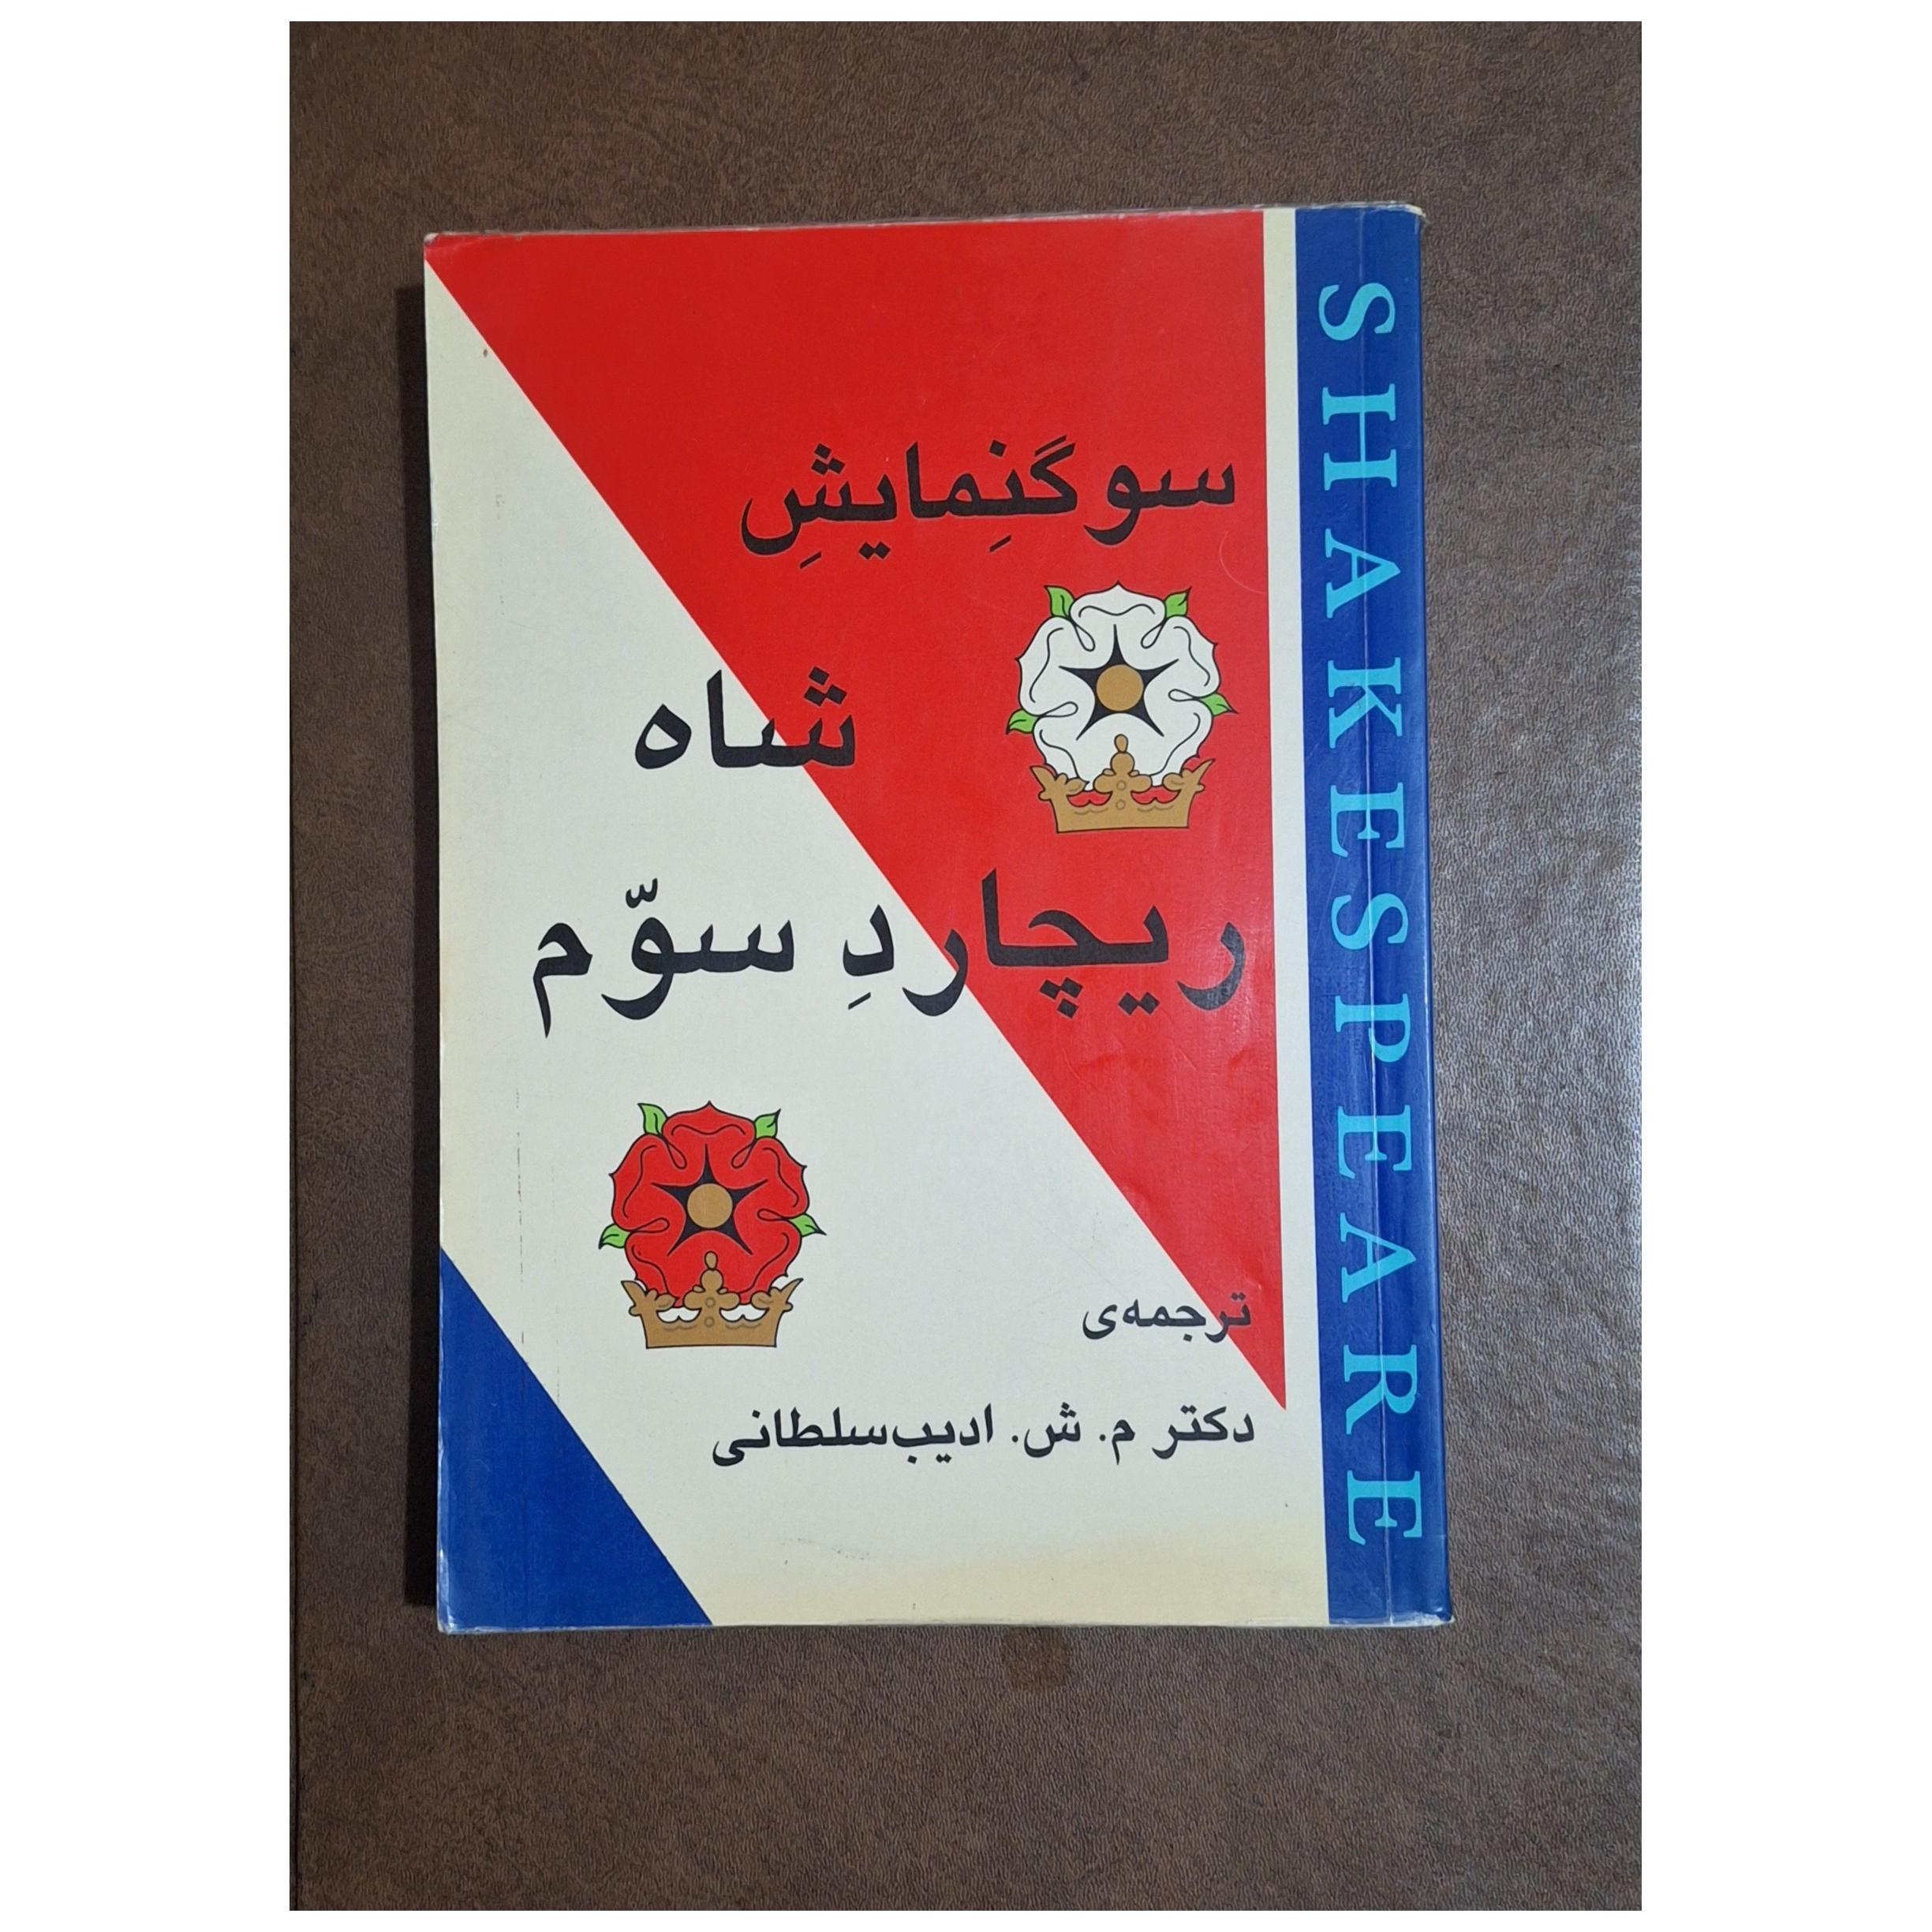 سوگنِمایشِ
شاه
ریچاردِ سوّم
ترجمه‌ی
دکتر م. ش. ادیب‌سلطانی
SHAKESPEARE